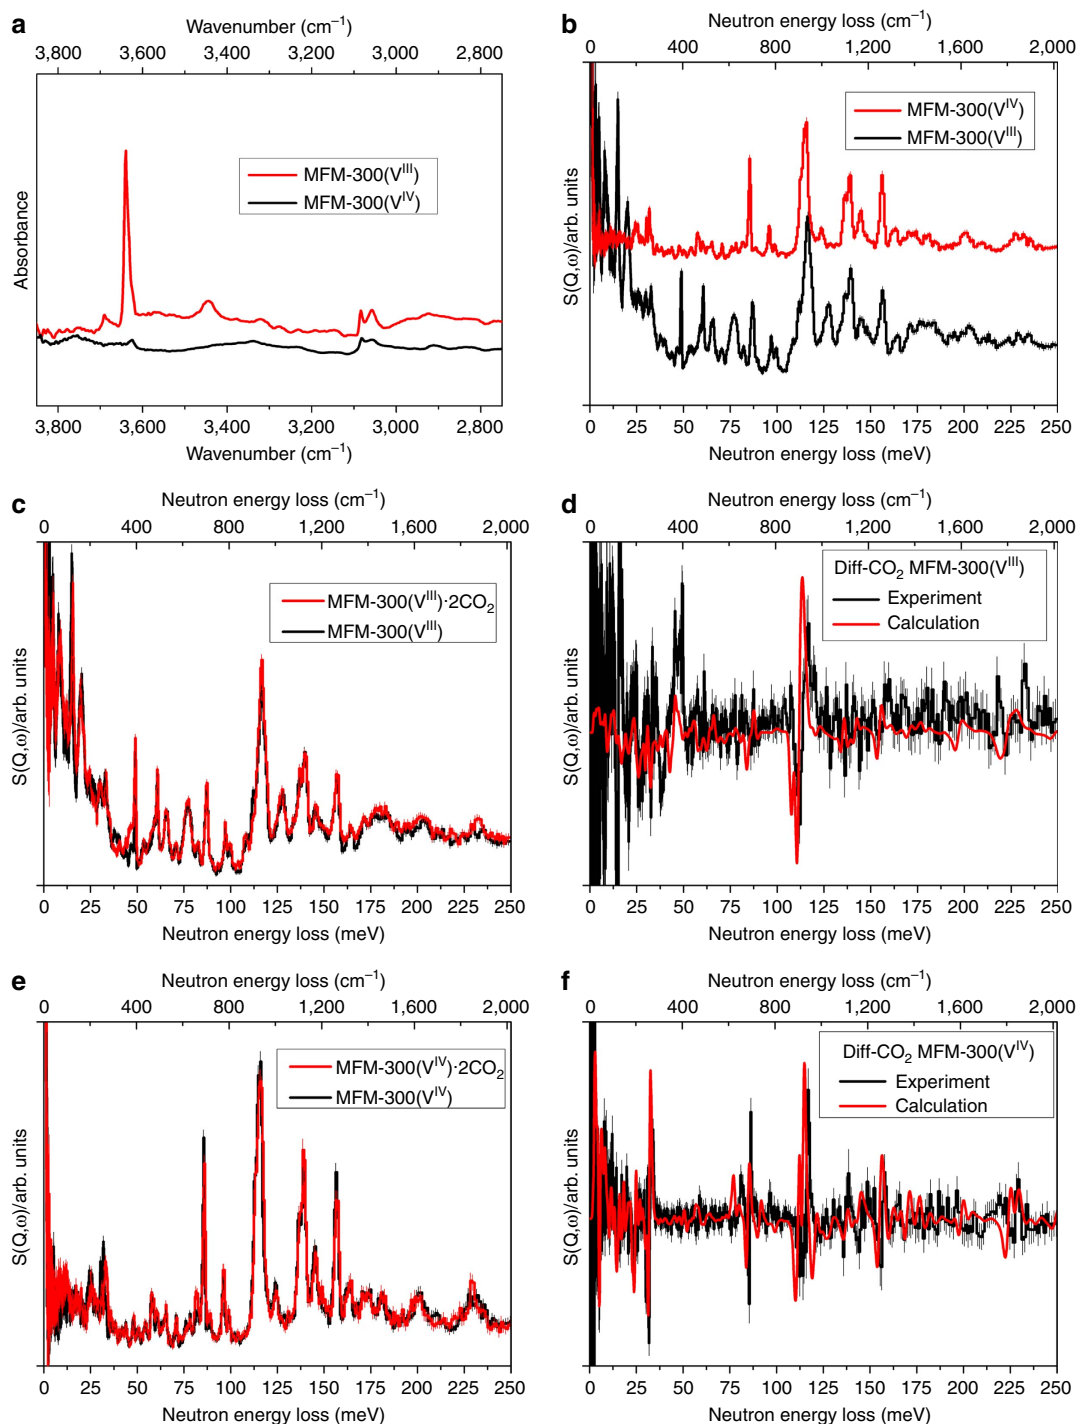 a
Wavenumber (cm⁻¹)
3,800 3,600 3,400 3,200 3,000 2,800
Absorbance
MFM-300(Vᴵᴵᴵ)
MFM-300(Vᴵⱽ)
3,800 3,600 3,400 3,200 3,000 2,800
Wavenumber (cm⁻¹)
b
Neutron energy loss (cm⁻¹)
0 400 800 1,200 1,600 2,000
S(Q,ω)/arb. units
MFM-300(Vᴵⱽ)
MFM-300(Vᴵᴵᴵ)
0 25 50 75 100 125 150 175 200 225 250
Neutron energy loss (meV)
c
Neutron energy loss (cm⁻¹)
0 400 800 1,200 1,600 2,000
S(Q,ω)/arb. units
MFM-300(Vᴵᴵᴵ)·2CO₂
MFM-300(Vᴵᴵᴵ)
0 25 50 75 100 125 150 175 200 225 250
Neutron energy loss (meV)
d
Neutron energy loss (cm⁻¹)
0 400 800 1,200 1,600 2,000
S(Q,ω)/arb. units
Diff-CO₂ MFM-300(Vᴵᴵᴵ)
Experiment
Calculation
0 25 50 75 100 125 150 175 200 225 250
Neutron energy loss (meV)
e
Neutron energy loss (cm⁻¹)
0 400 800 1,200 1,600 2,000
S(Q,ω)/arb. units
MFM-300(Vᴵⱽ)·2CO₂
MFM-300(Vᴵⱽ)
0 25 50 75 100 125 150 175 200 225 250
Neutron energy loss (meV)
f
Neutron energy loss (cm⁻¹)
0 400 800 1,200 1,600 2,000
S(Q,ω)/arb. units
Diff-CO₂ MFM-300(Vᴵⱽ)
Experiment
Calculation
0 25 50 75 100 125 150 175 200 225 250
Neutron energy loss (meV)